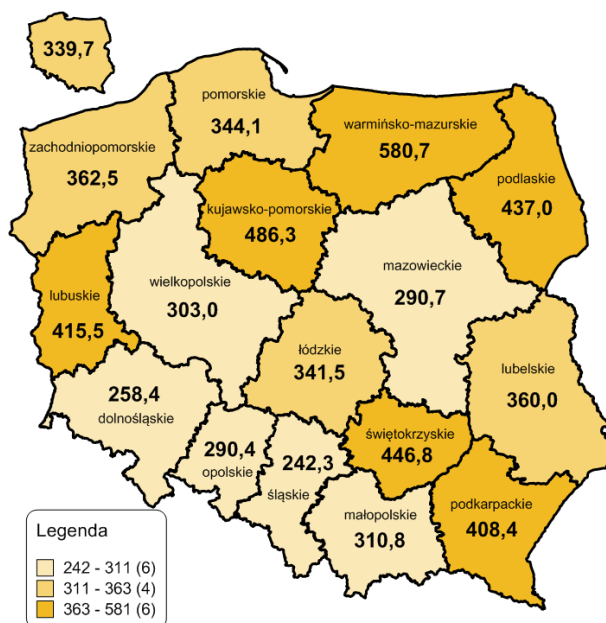 339,7
pomorskie
344,1
warmińsko-mazurskie
580,7
zachodniopomorskie
362,5
podlaskie
437,0
kujawsko-pomorskie
486,3
mazowieckie
290,7
wielkopolskie
303,0
lubuskie
415,5
łódzkie
341,5
lubelskie
360,0
258,4
dolnośląskie
świętokrzyskie
446,8
290,4
opolskie
242,3
śląskie
podkarpackie
408,4
małopolskie
310,8
Legenda
242 - 311 (6)
311 - 363 (4)
363 - 581 (6)